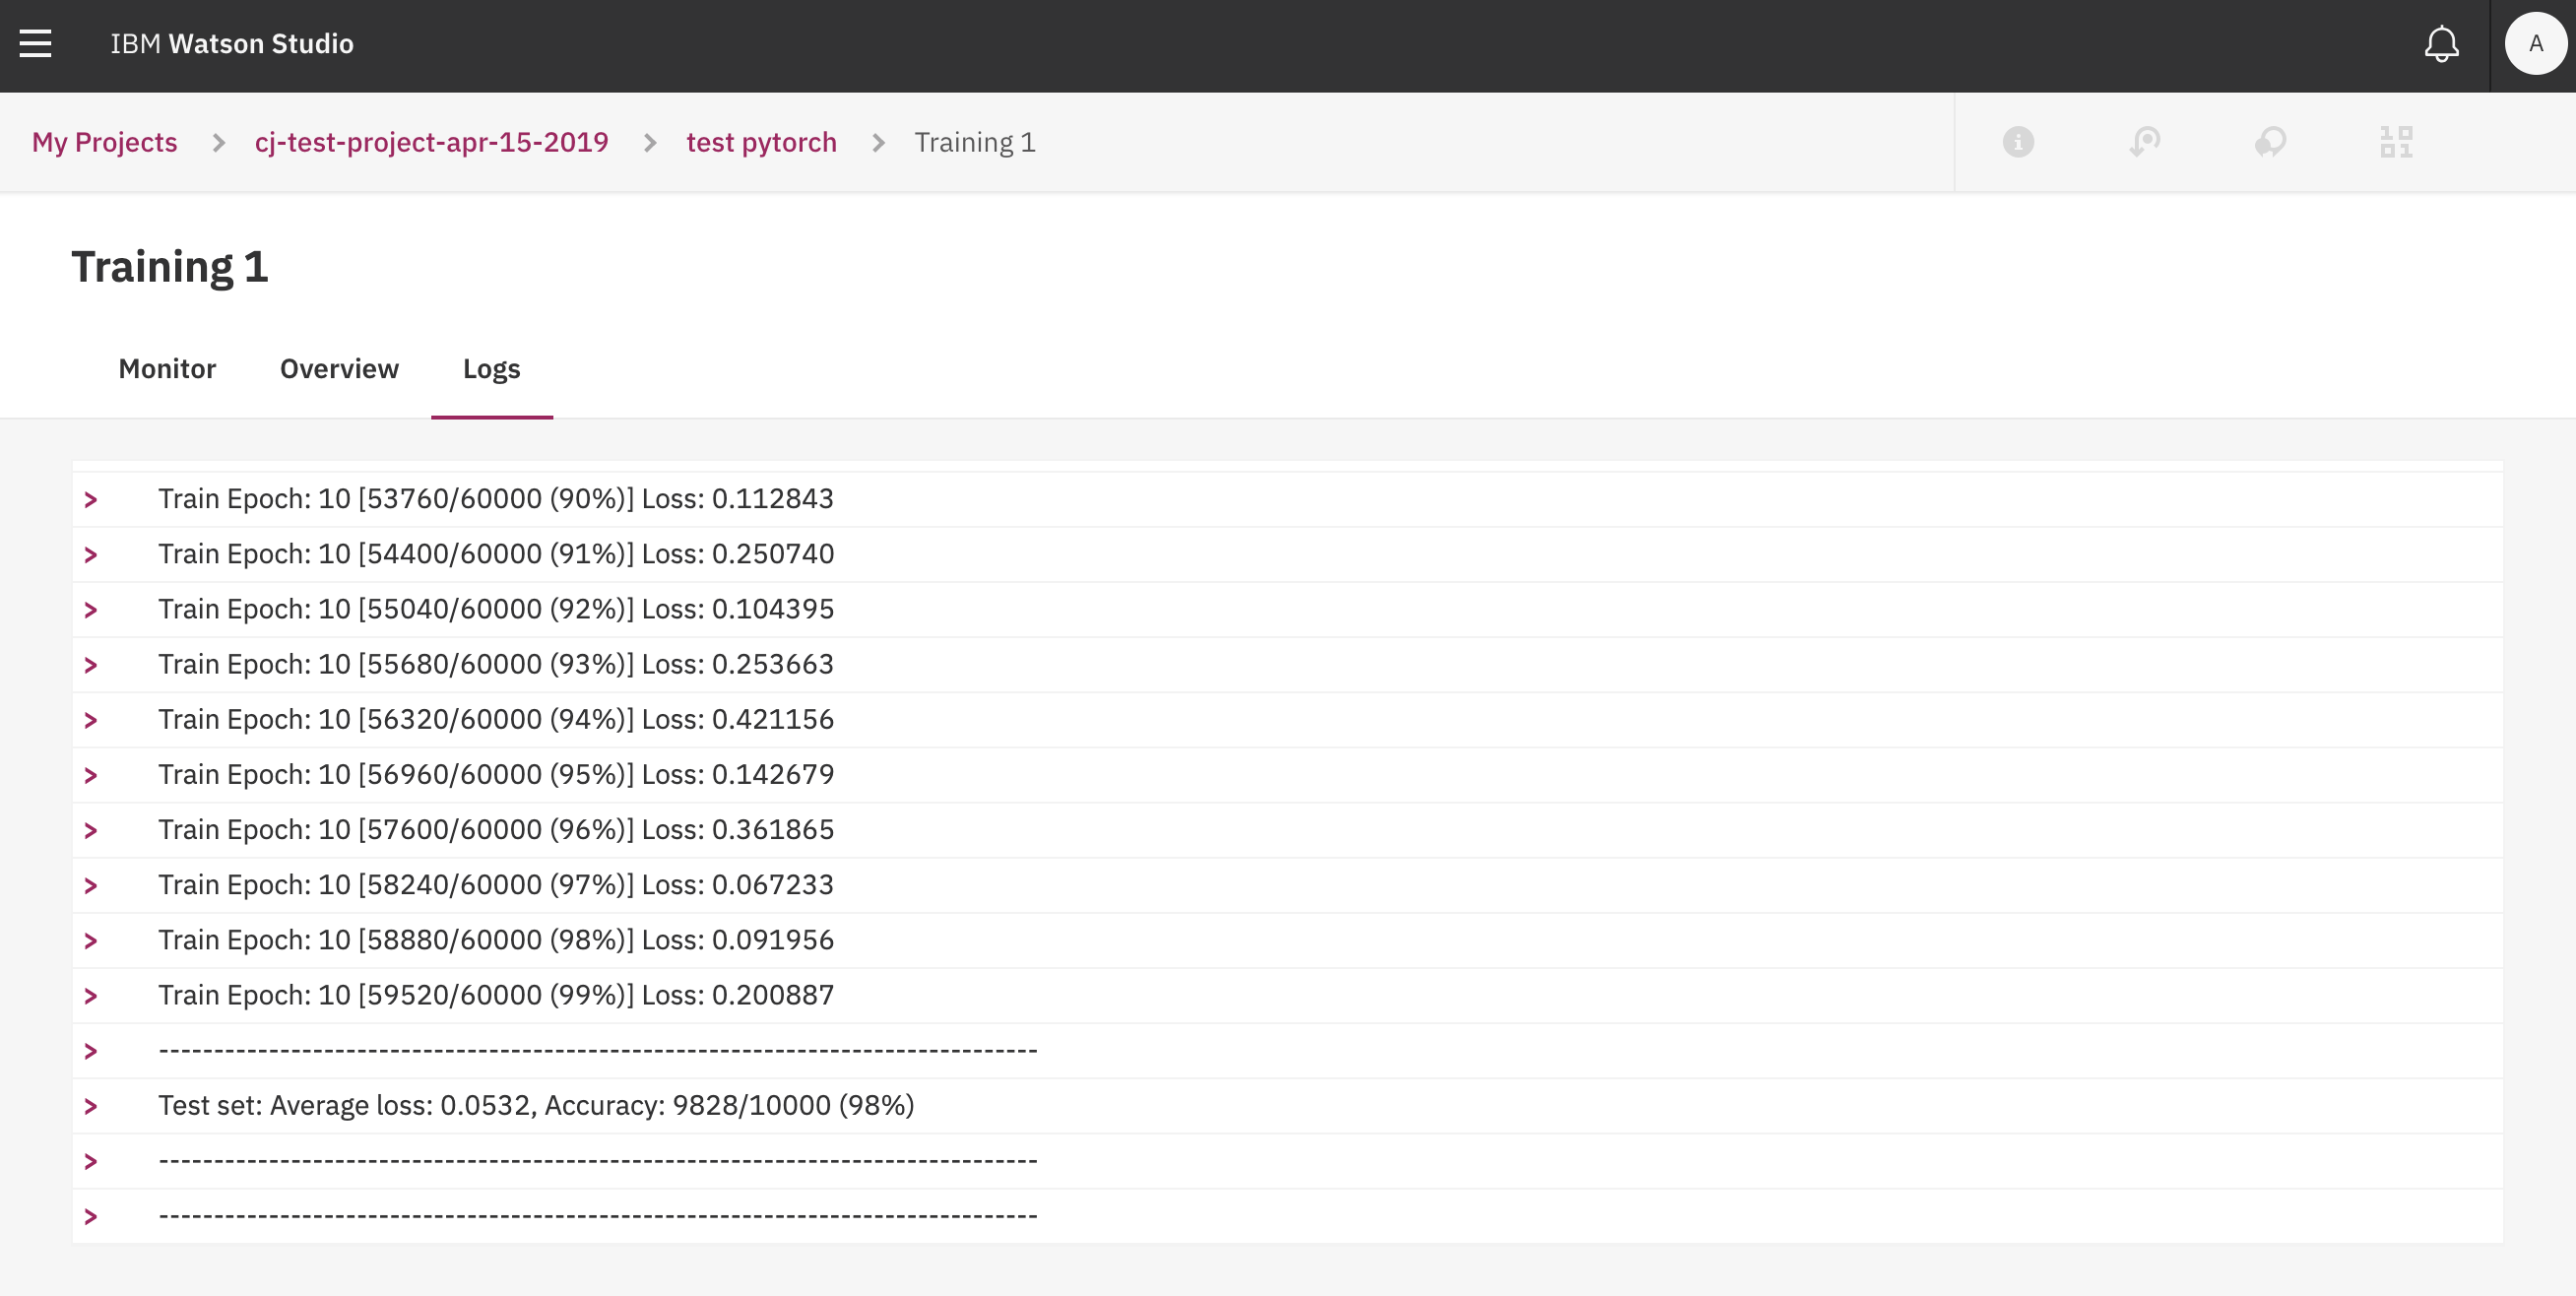 IBM Watson Studio
A
My Projects > cj-test-project-apr-15-2019 > test pytorch > Training 1
Training 1
Monitor Overview Logs
> Train Epoch: 10 [53760/60000 (90%)] Loss: 0.112843
> Train Epoch: 10 [54400/60000 (91%)] Loss: 0.250740
> Train Epoch: 10 [55040/60000 (92%)] Loss: 0.104395
> Train Epoch: 10 [55680/60000 (93%)] Loss: 0.253663
> Train Epoch: 10 [56320/60000 (94%)] Loss: 0.421156
> Train Epoch: 10 [56960/60000 (95%)] Loss: 0.142679
> Train Epoch: 10 [57600/60000 (96%)] Loss: 0.361865
> Train Epoch: 10 [58240/60000 (97%)] Loss: 0.067233
> Train Epoch: 10 [58880/60000 (98%)] Loss: 0.091956
> Train Epoch: 10 [59520/60000 (99%)] Loss: 0.200887
> --------------------------------------------------------------------------------
> Test set: Average loss: 0.0532, Accuracy: 9828/10000 (98%)
> --------------------------------------------------------------------------------
> --------------------------------------------------------------------------------